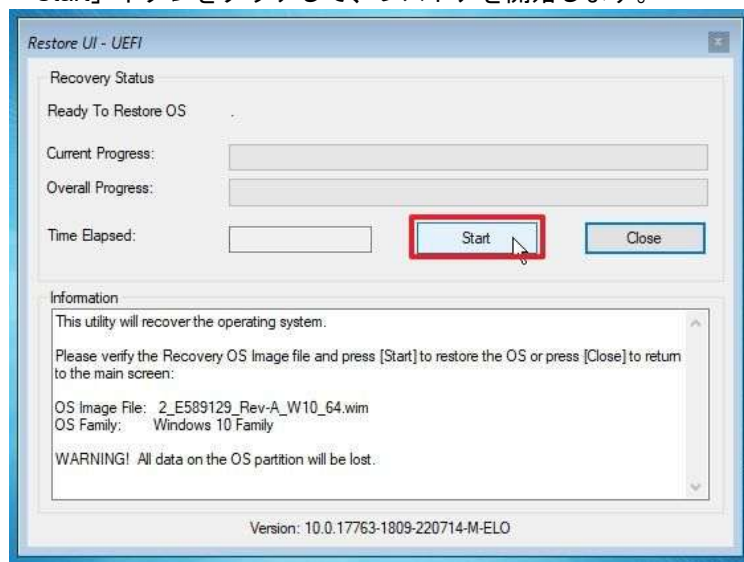 Restore UI - UEFI
Recovery Status
Ready To Restore OS .
Current Progress:
Overall Progress:
Time Elapsed:
Start
Close
Information
This utility will recover the operating system.
Please verify the Recovery OS Image file and press [Start] to restore the OS or press [Close] to return
to the main screen:
OS Image File: 2_E589129_Rev-A_W10_64.wim
OS Family: Windows 10 Family
WARNING! All data on the OS partition will be lost.
Version: 10.0.17763-1809-220714-M-ELO